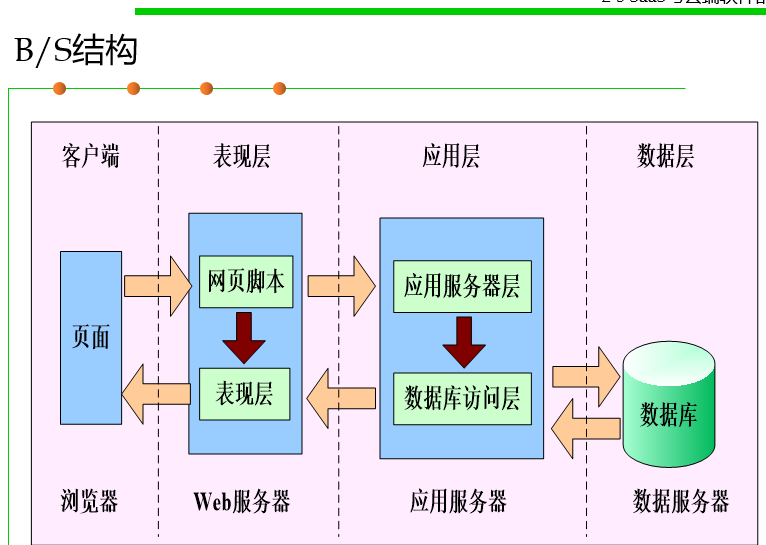 B/S结构
客户端
表现层
应用层
数据层
页面
网页脚本
表现层
应用服务器层
数据库访问层
数据库
浏览器
Web服务器
应用服务器
数据服务器